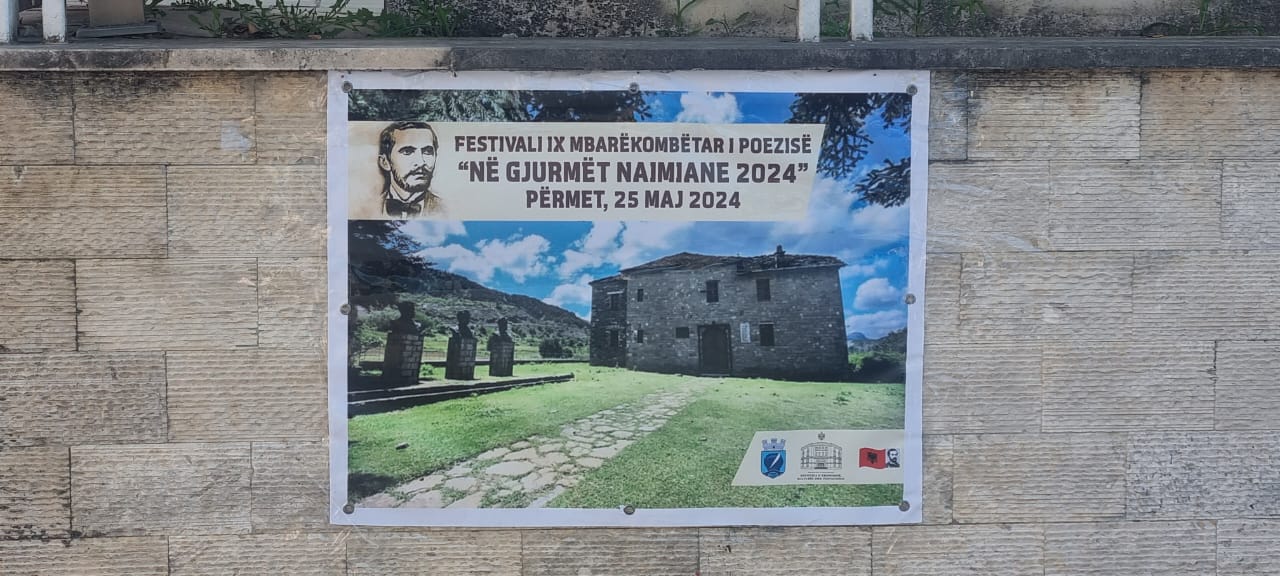 FESTIVALI IX MBARËKOMBËTAR I POEZISË
“NË GJURMËT NAIMIANE 2024”
PËRMET, 25 MAJ 2024